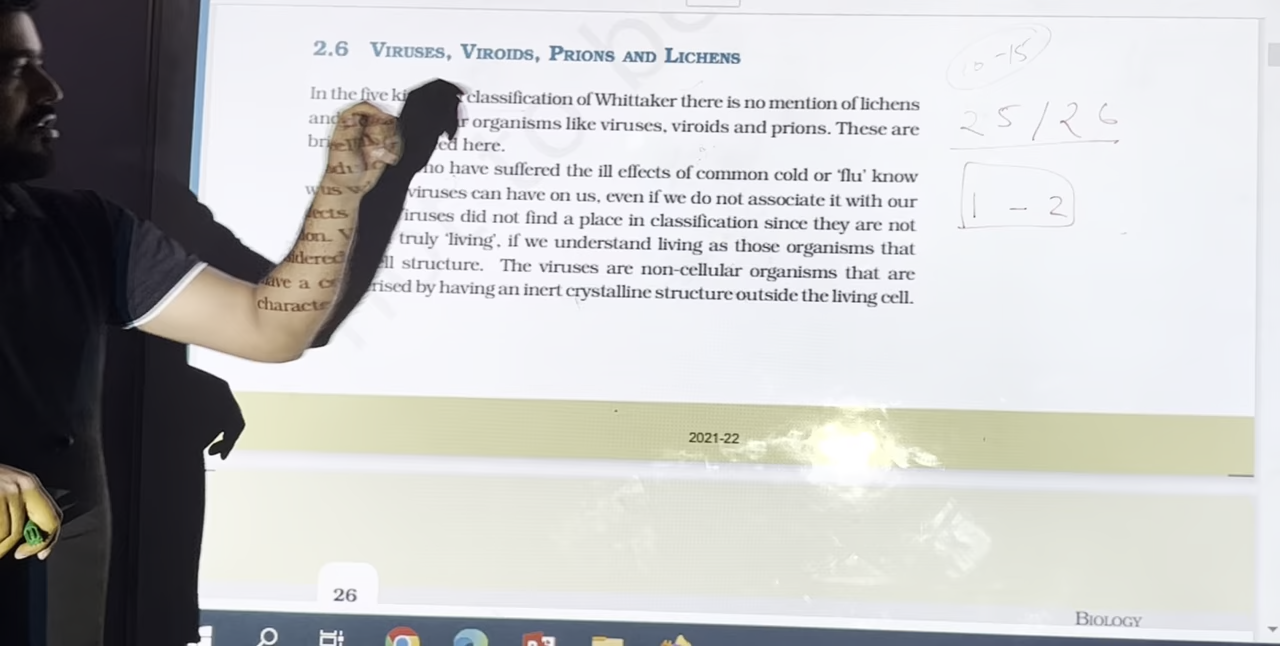 2.6 VIRUSES, VIROIDS, PRIONS AND LICHENS
In the five classification of Whittaker there is no mention of lichens
and organisms like viruses, viroids and prions. These are
here.
have suffered the ill effects of common cold or ‘flu’ know
viruses can have on us, even if we do not associate it with our
did not find a place in classification since they are not
truly ‘living’, if we understand living as those organisms that
structure. The viruses are non-cellular organisms that are
by having an inert crystalline structure outside the living cell.
10-15
25/26
1-2
2021-22
26
BIOLOGY